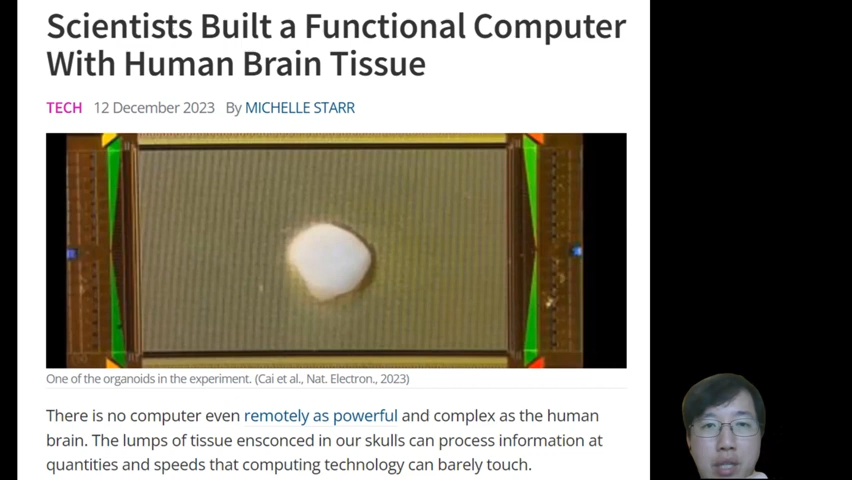 Scientists Built a Functional Computer
With Human Brain Tissue
TECH 12 December 2023 By MICHELLE STARR
One of the organoids in the experiment. (Cai et al., Nat. Electron., 2023)
There is no computer even remotely as powerful and complex as the human
brain. The lumps of tissue ensconced in our skulls can process information at
quantities and speeds that computing technology can barely touch.